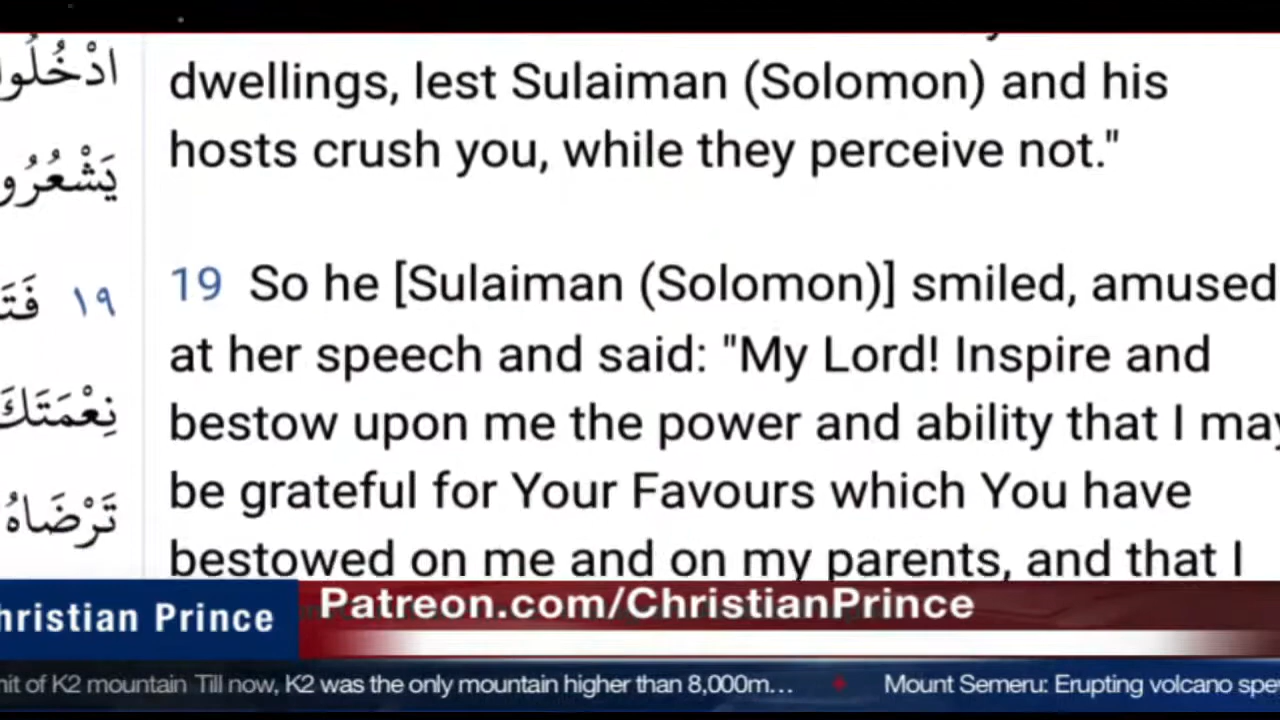 dwellings, lest Sulaiman (Solomon) and his
hosts crush you, while they perceive not."
19 So he [Sulaiman (Solomon)] smiled, amused
at her speech and said: "My Lord! Inspire and
bestow upon me the power and ability that I may
be grateful for Your Favours which You have
bestowed on me and on my parents, and that I
ادْخُلُوا
يَشْعُرُو
١٩ فَتَ
نِعْمَتَكَ
تَرْضَاهُ
hristian Prince
Patreon.com/ChristianPrince
mit of K2 mountain Till now, K2 was the only mountain higher than 8,000m... Mount Semeru: Erupting volcano spe